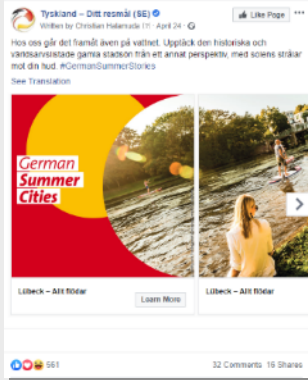 Tyskland – Ditt resmål (SE)
Like Page
Written by Christian · April 24
Hos oss går det framåt även på vattnet. Upptäck den historiska och
världsarvslistade gamla stadsön från ett annat perspektiv, med solens strålar
mot din hud. #GermanSummerStories
See Translation
German
Summer
Cities
Lübeck – Allt flödar
Learn More
Lübeck – Allt flödar
561
32 Comments 16 Shares